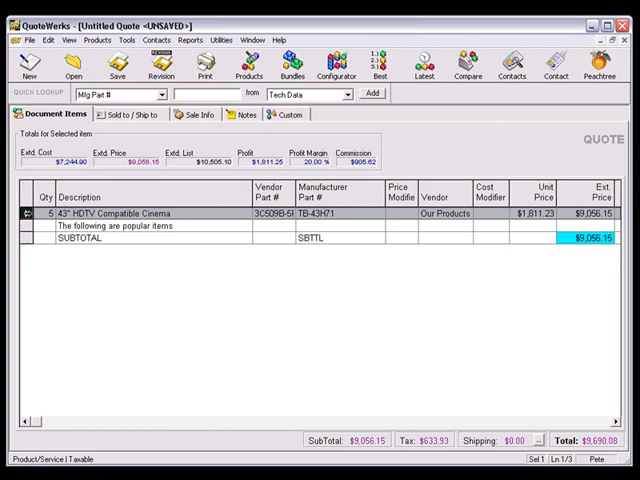 QuoteWerks - [Untitled Quote <UNSAVED>]
File Edit View Products Tools Contacts Reports Utilities Window Help
REVISION
1.) 2.) 3.)
New Open Save Revision Print Products Bundles Configurator Best Latest Compare Contacts Contact Peachtree
QUICK LOOKUP Mfg Part # from Tech Data Add
Document Items Sold to / Ship to Sale Info Notes Custom
Totals for Selected item
QUOTE
Extd. Cost Extd. Price Extd. List Profit Profit Margin Commission
$7,244.90 $9,056.15 $10,505.10 $1,811.25 20.00 % $905.62
Qty Description Vendor Part # Manufacturer Part # Price Modifie Vendor Cost Modifier Unit Price Ext. Price
5 43" HDTV Compatible Cinema 3C509B-5I TB-43H71 Our Products $1,811.23 $9,056.15
The following are popular items
SUBTOTAL SBTTL $9,056.15
SubTotal: $9,056.15 Tax: $633.93 Shipping: $0.00 ... Total: $9,690.08
Product/Service | Taxable Sel 1 Ln 1/3 Pete